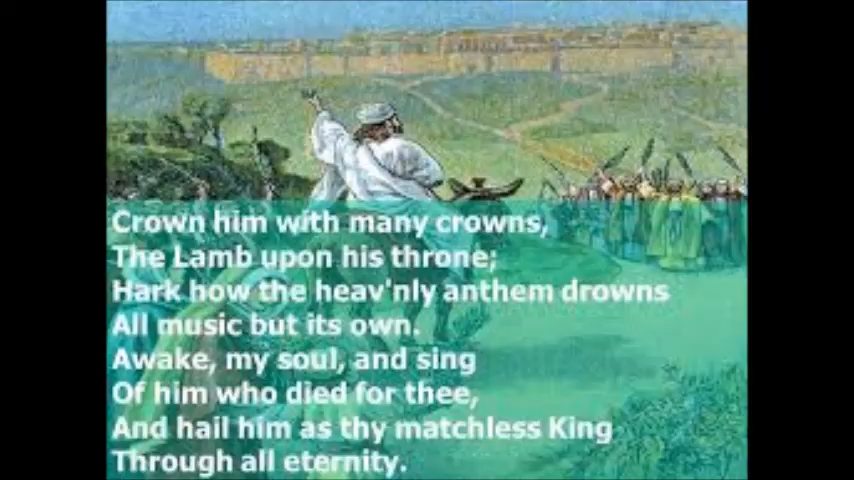 Crown him with many crowns,
The Lamb upon his throne;
Hark how the heav'nly anthem drowns
All music but its own.
Awake, my soul, and sing
Of him who died for thee,
And hail him as thy matchless King
Through all eternity.